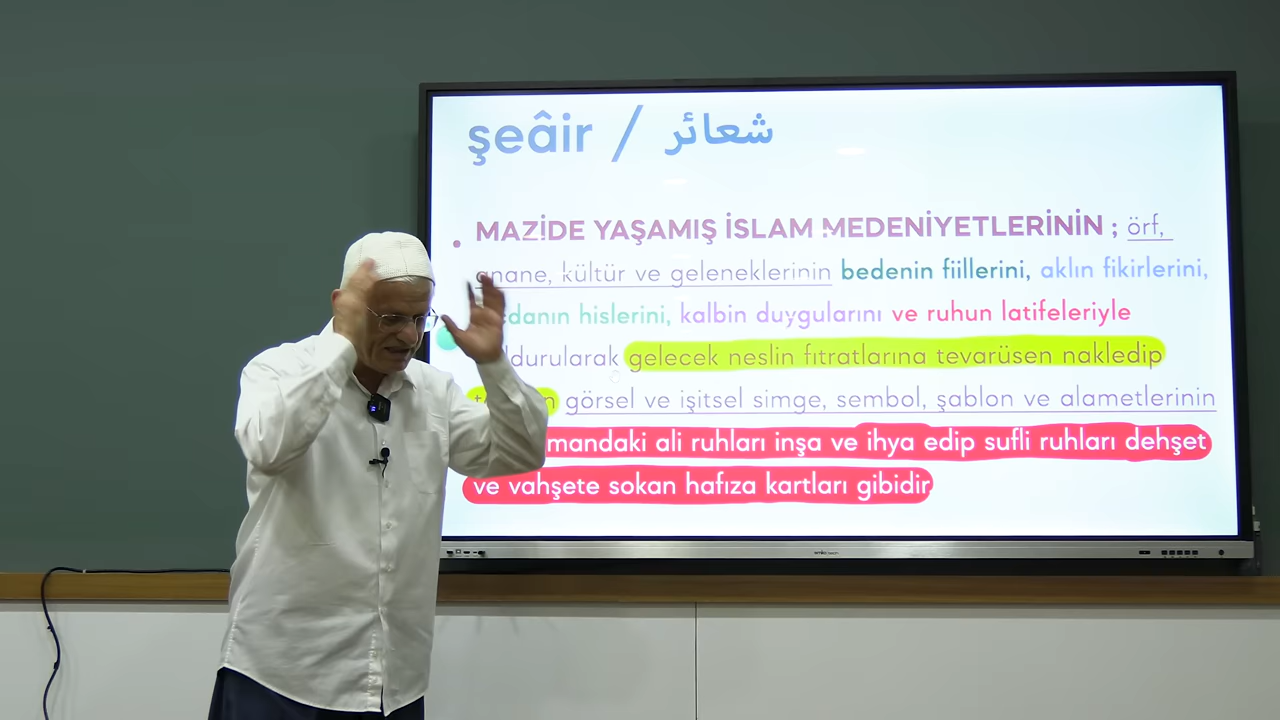 şeâir / شعائر
• MAZİDE YAŞAMIŞ İSLAM MEDENİYETLERİNİN ; örf,
anane, kültür ve geleneklerinin bedenin fiillerini, aklın fikirlerini,
hislerini, kalbin duygularını ve ruhun latifeleriyle
gelecek neslin fıtratlarına tevarüsen nakledip
görsel ve işitsel simge, sembol, şablon ve alametlerinin
ali ruhları inşa ve ihya edip sufli ruhları dehşet
ve vahşete sokan hafıza kartları gibidir